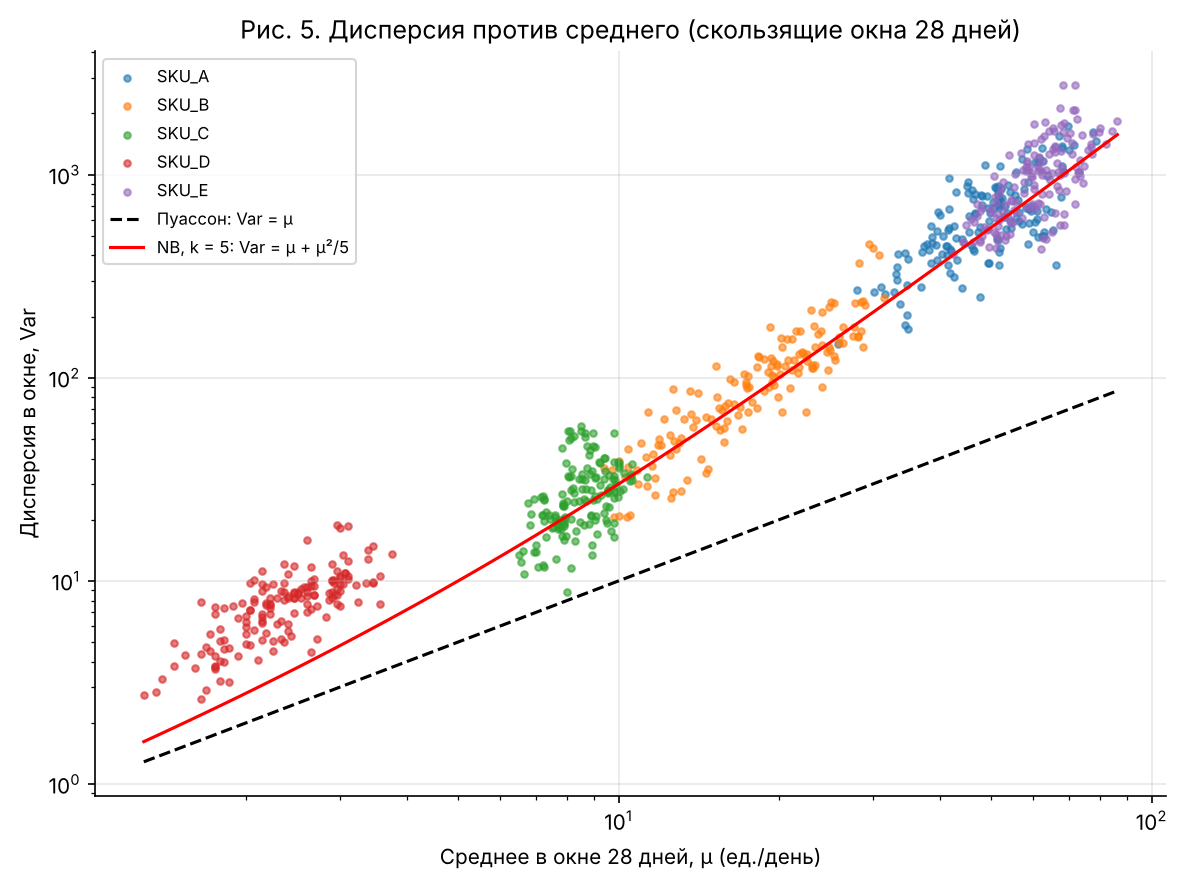 Рис. 5. Дисперсия против среднего (скользящие окна 28 дней)
SKU_A
SKU_B
SKU_C
SKU_D
SKU_E
Пуассон: Var = μ
NB, k = 5: Var = μ + μ²/5
Дисперсия в окне, Var
10³
10²
10¹
10⁰
10¹
10²
Среднее в окне 28 дней, μ (ед./день)